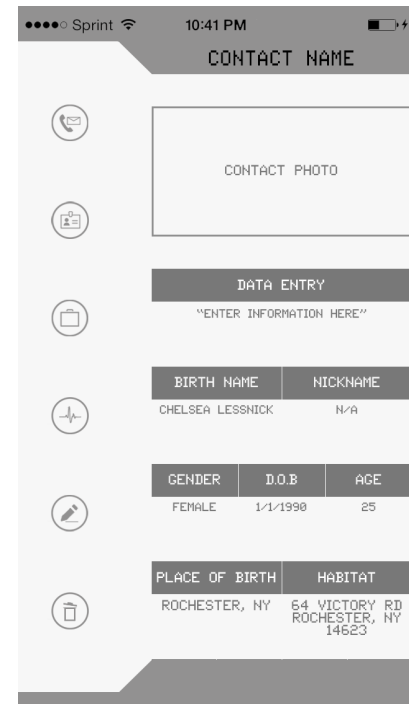 Sprint 10:41 PM
CONTACT NAME
CONTACT PHOTO
DATA ENTRY
“ENTER INFORMATION HERE”
BIRTH NAME NICKNAME
CHELSEA LESSNICK N/A
GENDER D.O.B AGE
FEMALE 1/1/1990 25
PLACE OF BIRTH HABITAT
ROCHESTER, NY 64 VICTORY RD
ROCHESTER, NY
14623